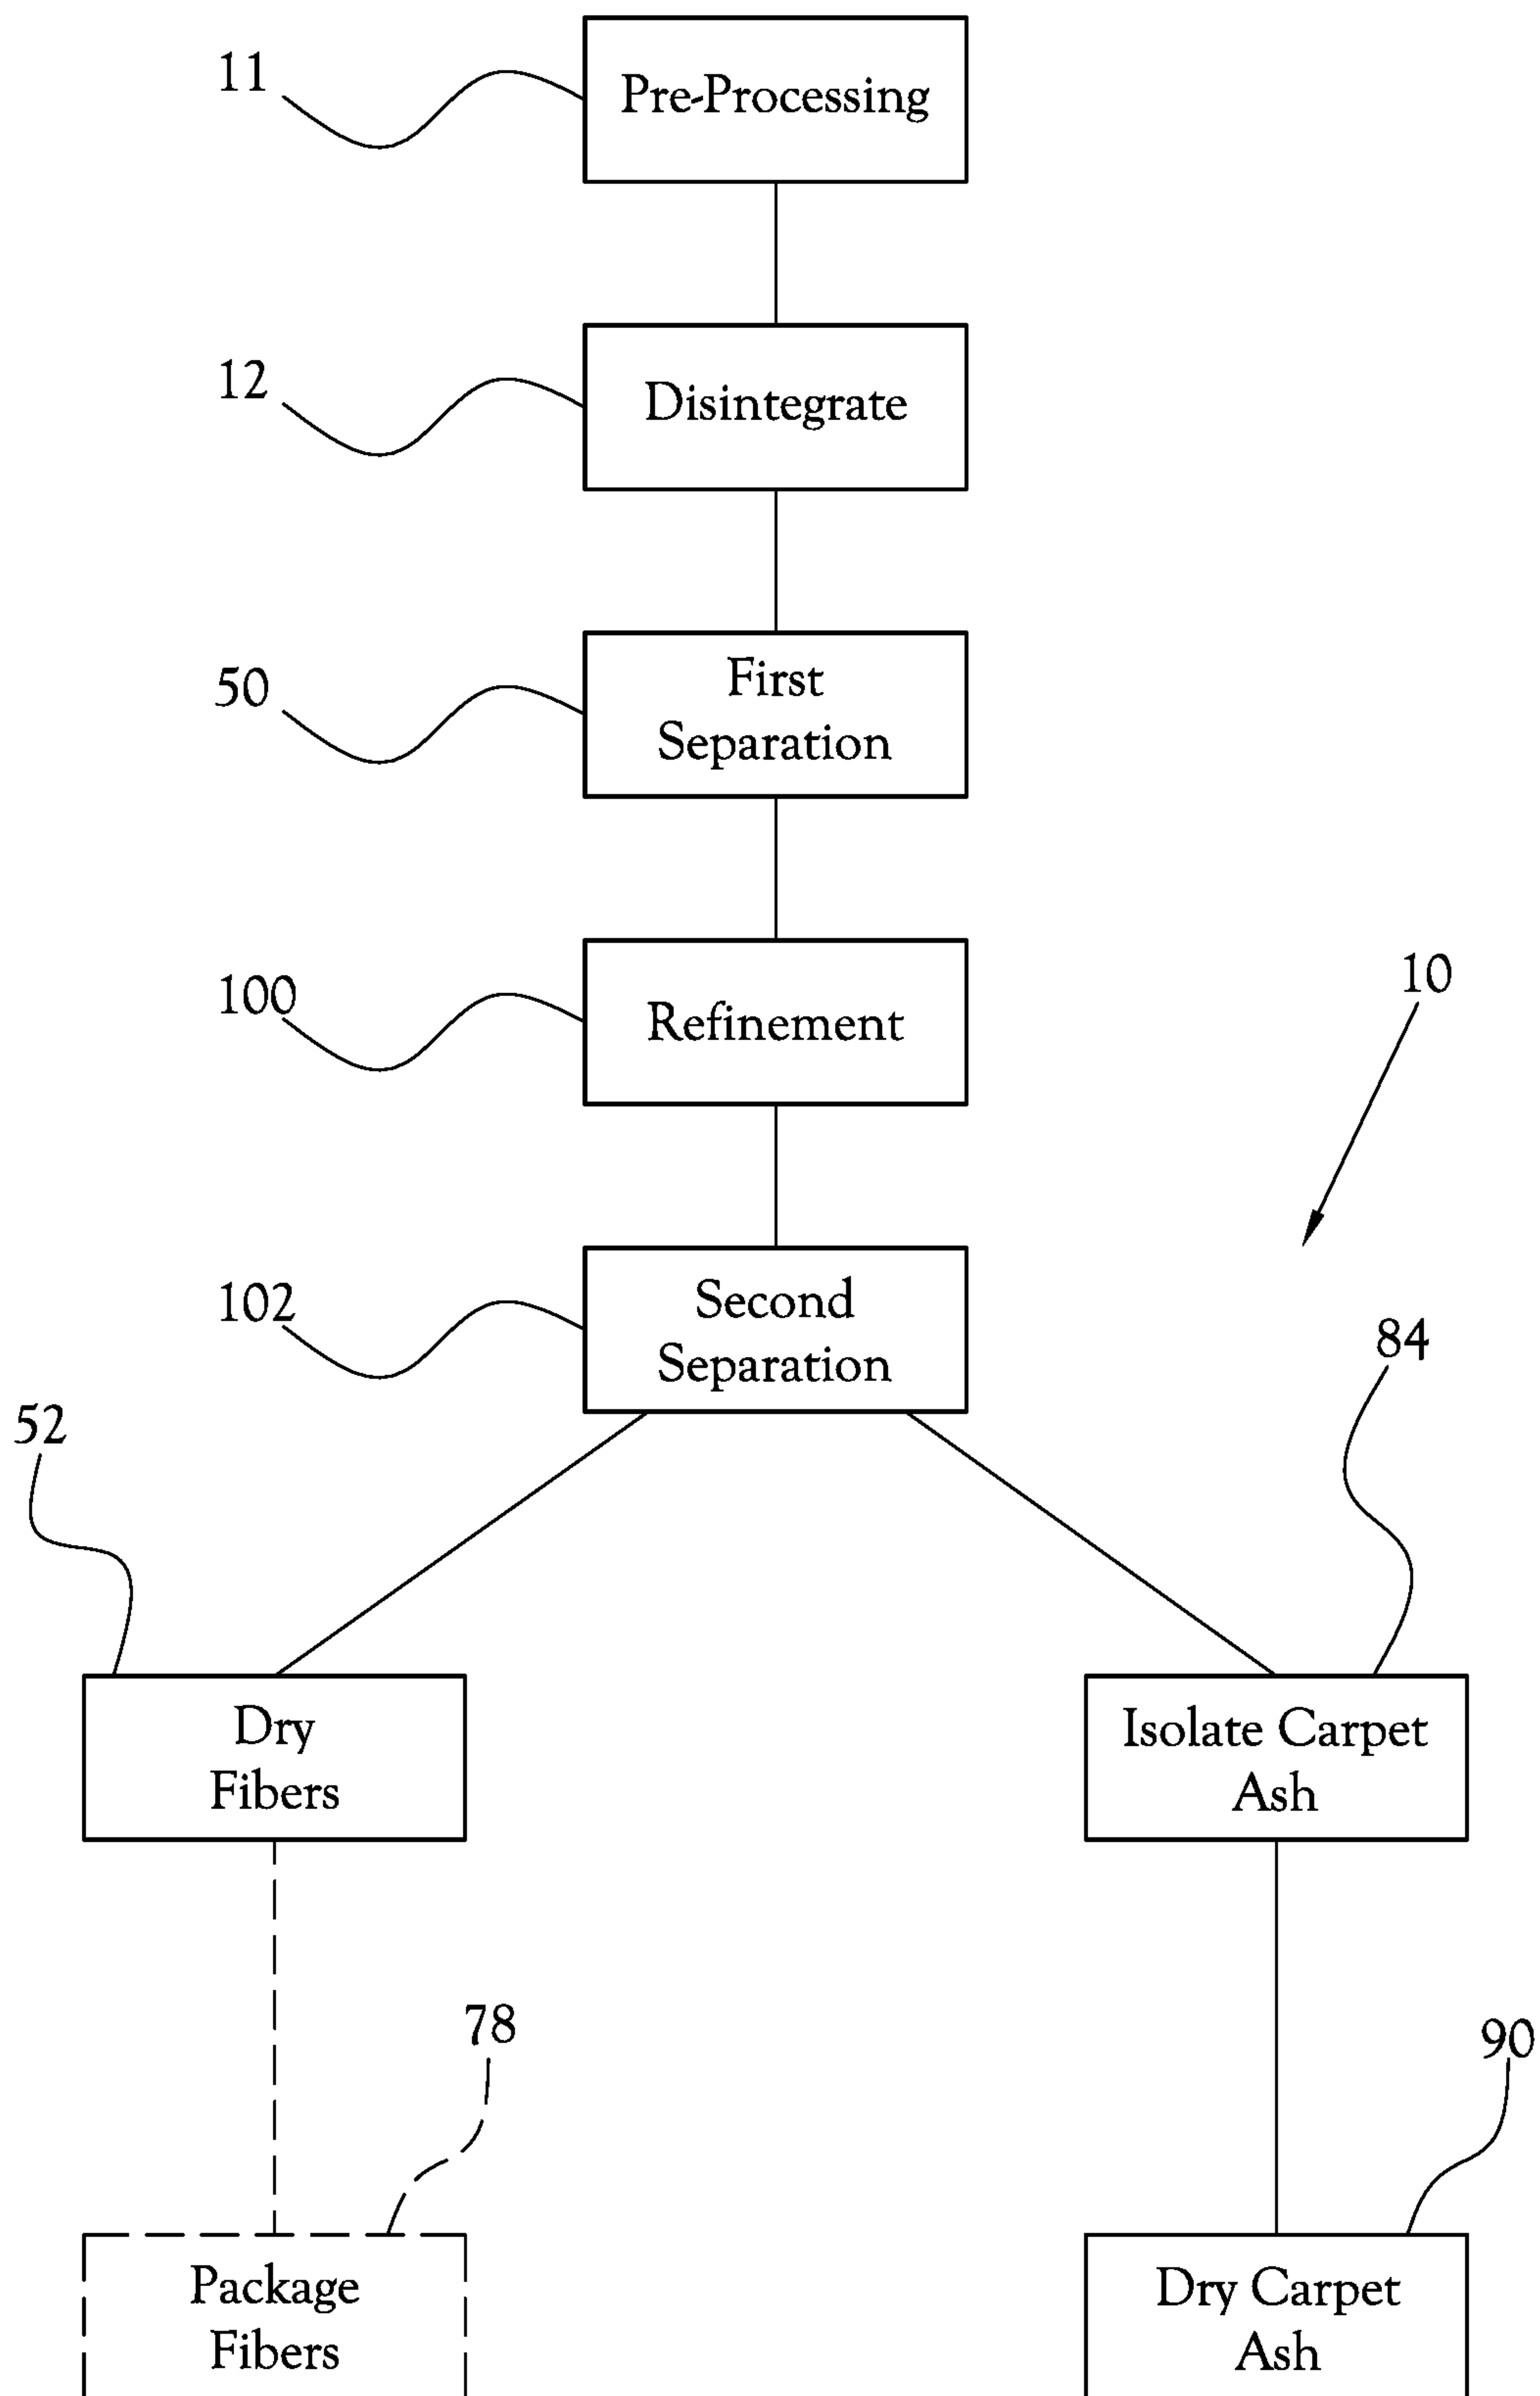 11
Pre-Processing
12
Disintegrate
50
First
Separation
100
Refinement
10
102
Second
Separation
84
52
Dry
Fibers
Isolate Carpet
Ash
78
90
Package
Fibers
Dry Carpet
Ash